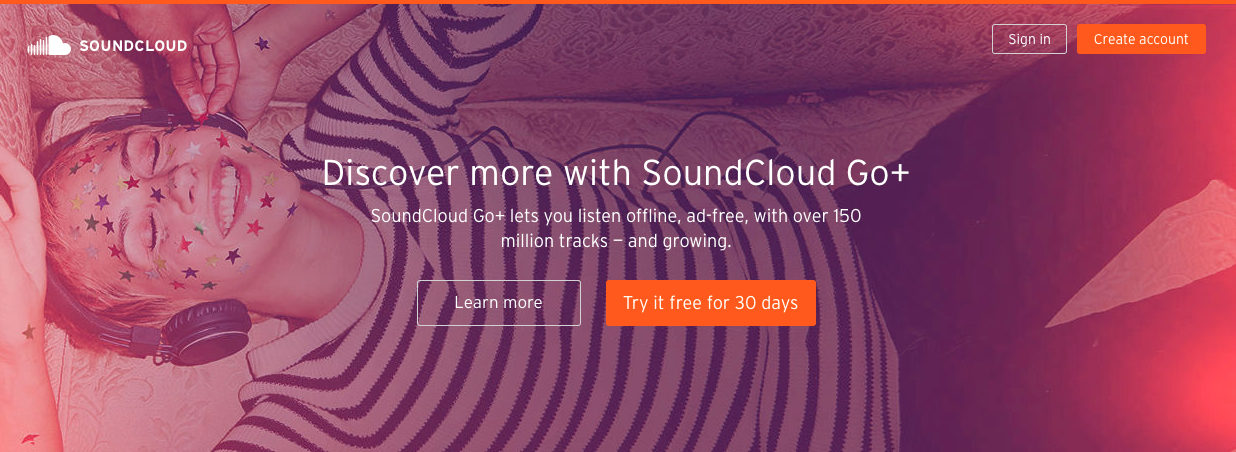 SOUNDCLOUD
Sign in
Create account
Discover more with SoundCloud Go+
SoundCloud Go+ lets you listen offline, ad-free, with over 150
million tracks – and growing.
Learn more
Try it free for 30 days